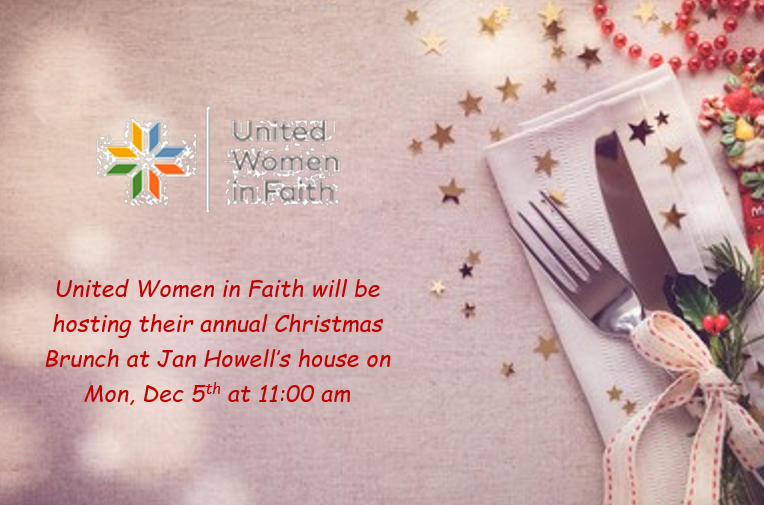 United
Women
in Faith
United Women in Faith will be
hosting their annual Christmas
Brunch at Jan Howell's house on
Mon, Dec 5th at 11:00 am